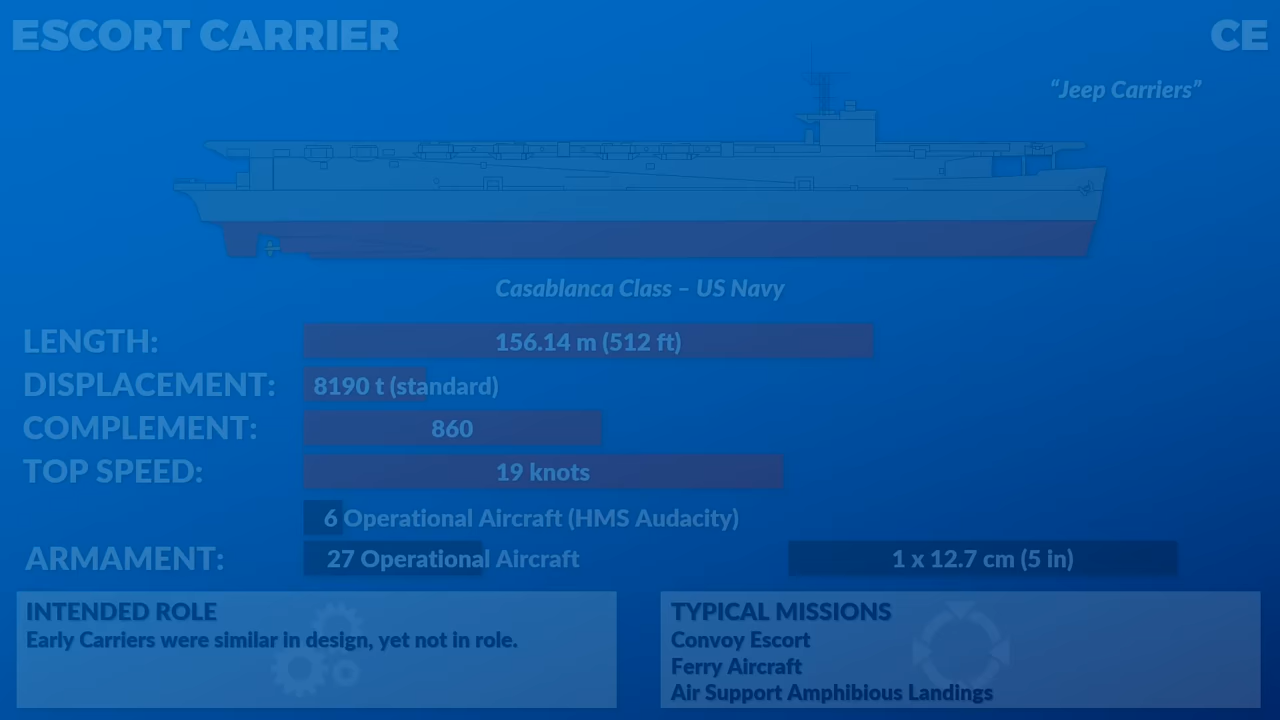 ESCORT CARRIER
CE
“Jeep Carriers”
Casablanca Class – US Navy
LENGTH: 156.14 m (512 ft)
DISPLACEMENT: 8190 t (standard)
COMPLEMENT: 860
TOP SPEED: 19 knots
6 Operational Aircraft (HMS Audacity)
ARMAMENT: 27 Operational Aircraft 1 x 12.7 cm (5 in)
INTENDED ROLE
Early Carriers were similar in design, yet not in role.
TYPICAL MISSIONS
Convoy Escort
Ferry Aircraft
Air Support Amphibious Landings